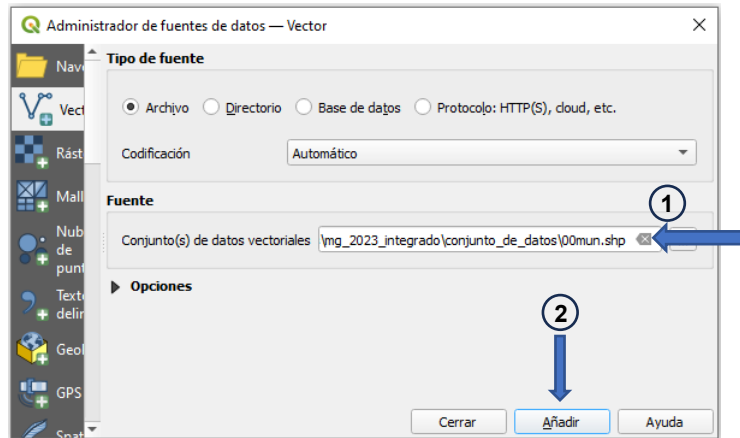 Administrador de fuentes de datos — Vector
Nave
Tipo de fuente
Vect
Archivo Directorio Base de datos Protocolo: HTTP(S), cloud, etc.
Rást
Codificación Automático
Mall
Fuente
1
Nub
de
punt
Conjunto(s) de datos vectoriales :\mg_2023_integrado\conjunto_de_datos\00mun.shp
Opciones
Text
delir
2
Geol
GPS
Cerrar Añadir Ayuda
Spat